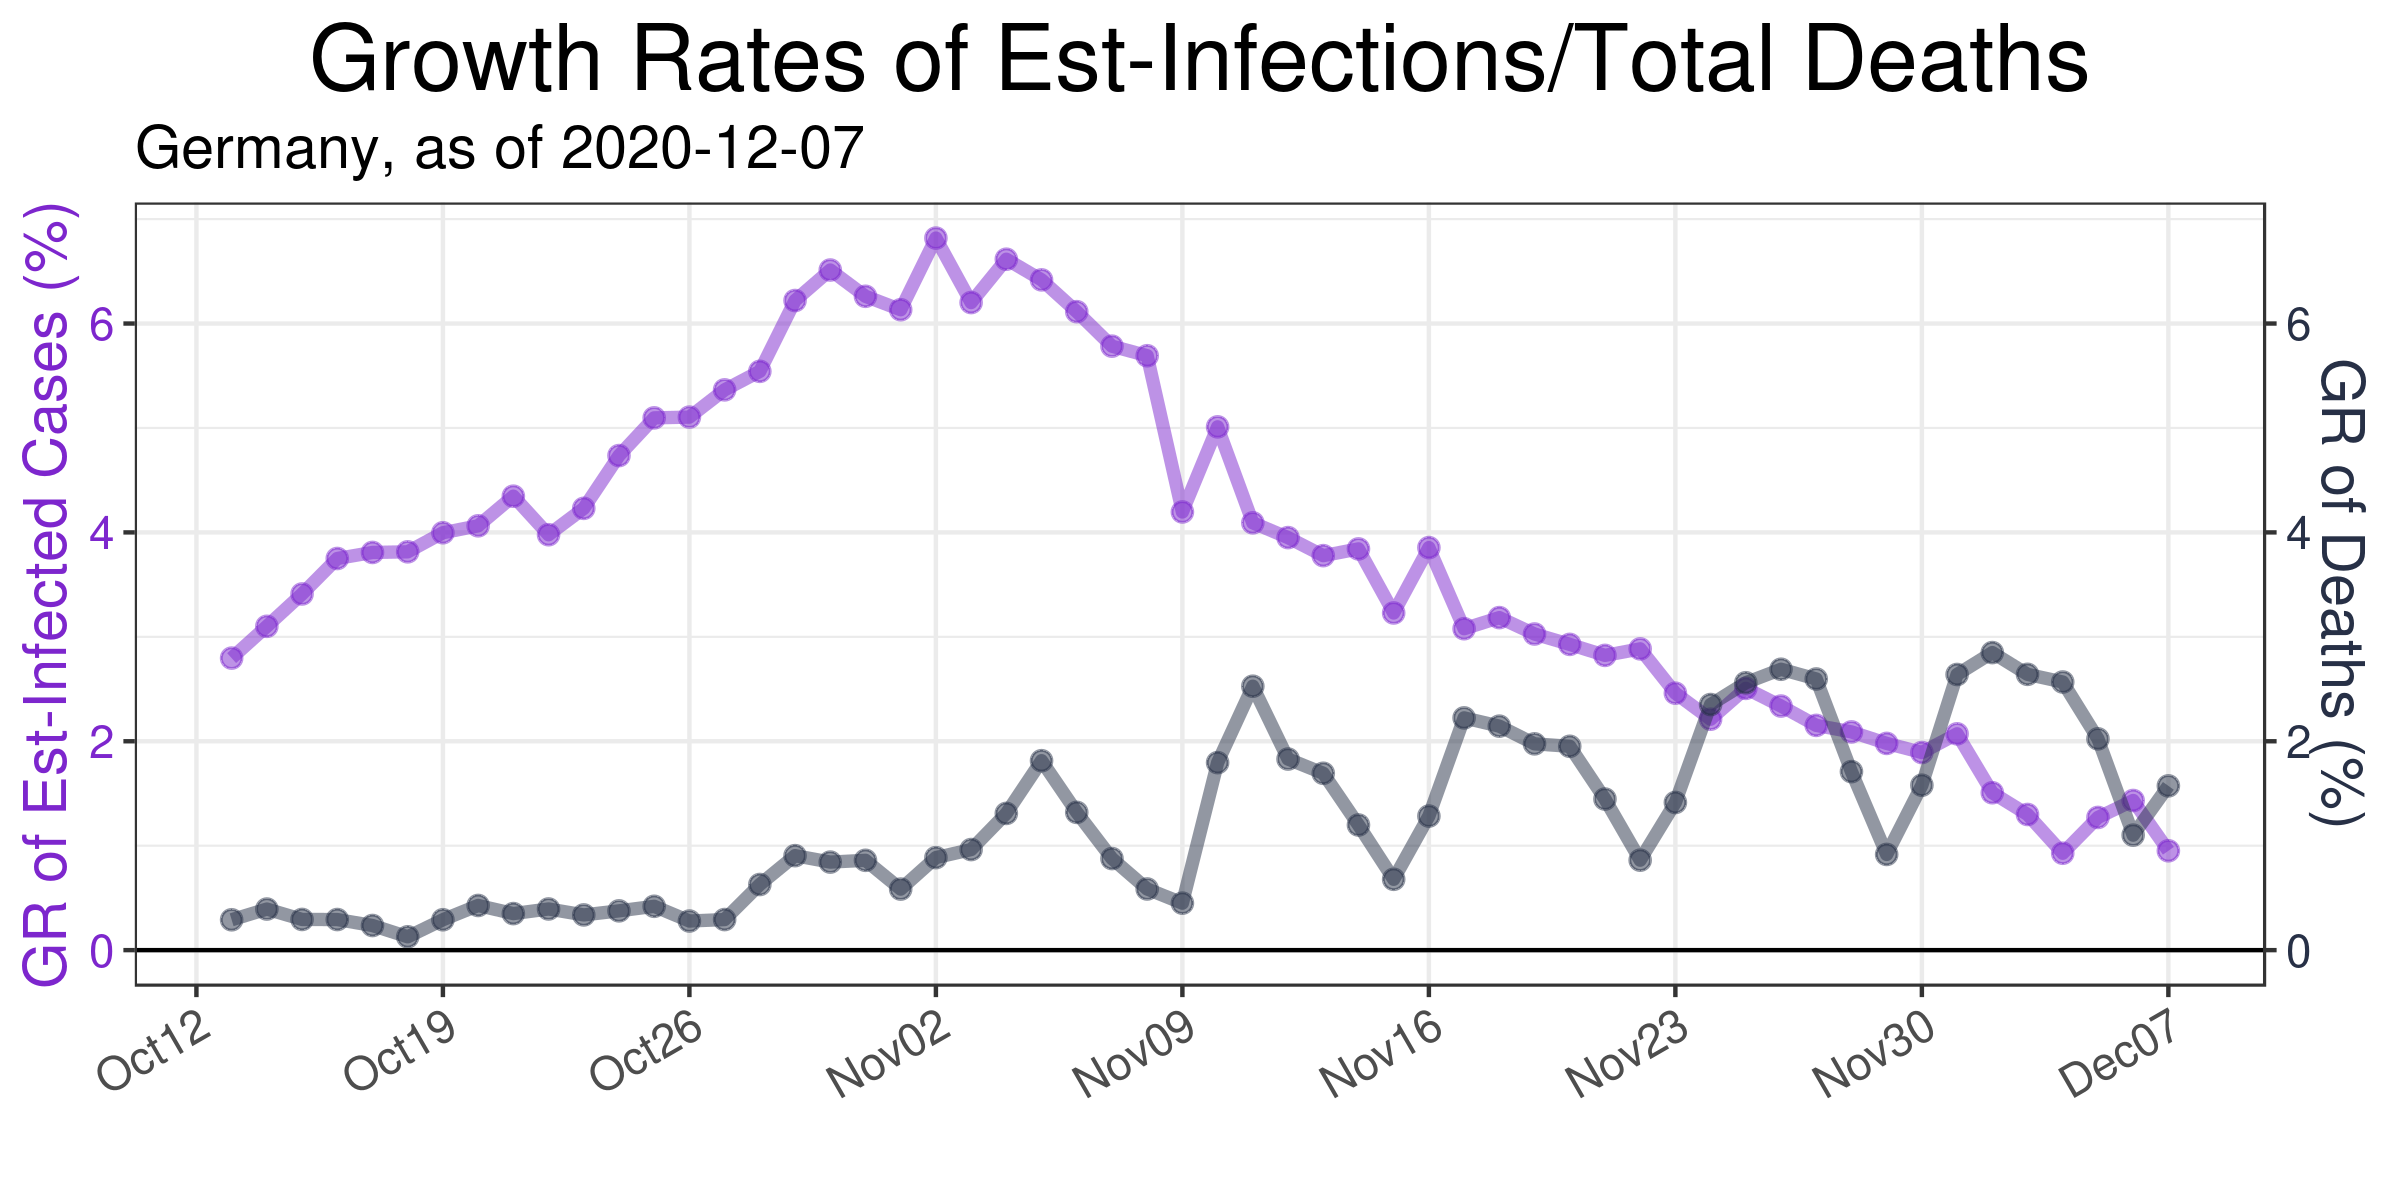 Growth Rates of Est-Infections/Total Deaths
Germany, as of 2020-12-07
GR of Est-Infected Cases (%)
6
4
2
0
6
4
2
0
GR of Deaths (%)
Oct12
Oct19
Oct26
Nov02
Nov09
Nov16
Nov23
Nov30
Dec07